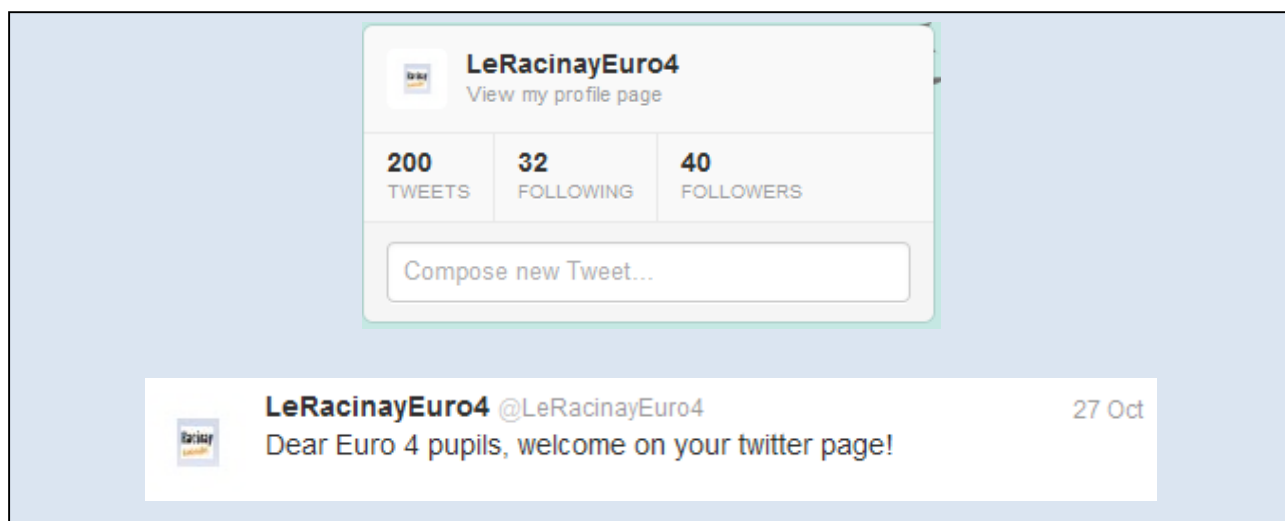 LeRacinayEuro4
View my profile page
200
TWEETS
32
FOLLOWING
40
FOLLOWERS
Compose new Tweet...
LeRacinayEuro4 @LeRacinayEuro4 27 Oct
Racinay
Dear Euro 4 pupils, welcome on your twitter page!